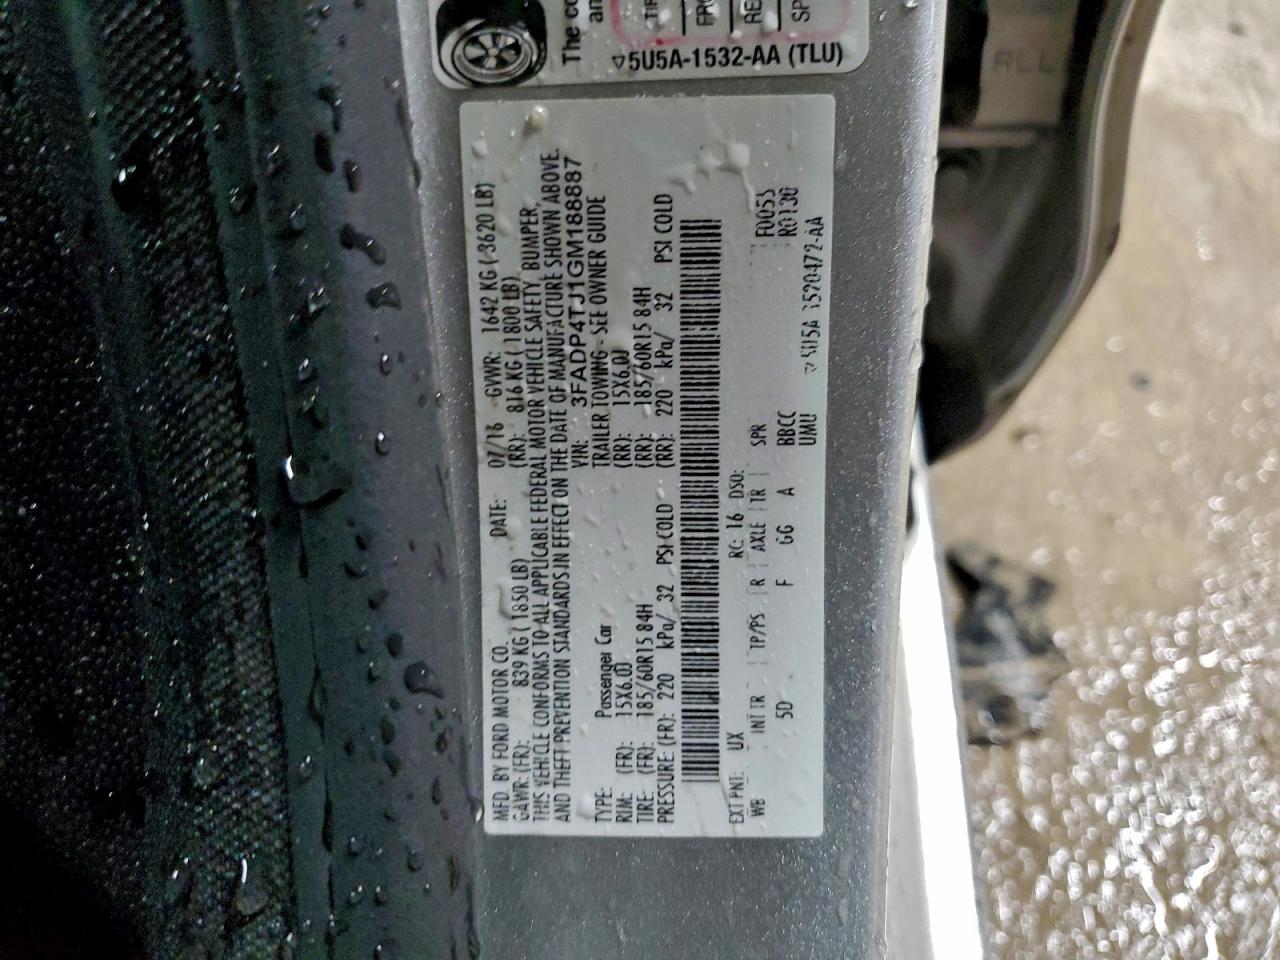 The
an
▽5U5A-1532-AA (TLU)
MFD. BY FORD MOTOR CO. DATE: 07/16 GVWR: 1642 KG ( 3620 LB)
GAWR: (FR): 839 KG ( 1850 LB) (RR): 816 KG ( 1800 LB)
THIS VEHICLE CONFORMS TO ALL APPLICABLE FEDERAL MOTOR VEHICLE SAFETY, BUMPER,
AND THEFT PREVENTION STANDARDS IN EFFECT ON THE DATE OF MANUFACTURE SHOWN ABOVE.
VIN: 3FADP4TJ1GM188887
TYPE: Passenger Car TRAILER TOWING - SEE OWNER GUIDE
RIM: (FR): 15X6.0J (RR): 15X6.0J
TIRE: (FR): 185/60R15 84H (RR): 185/60R15 84H
PRESSURE: (FR): 220 kPa/ 32 PSI COLD (RR): 220 kPa/ 32 PSI COLD
EXT PNT: UX RC: 16 DSO: F0053
WB INT TR TP/PS R AXLE TR SPR R0130
5D F GG A BBCC
UMU ▽5U5A 1520472-AA